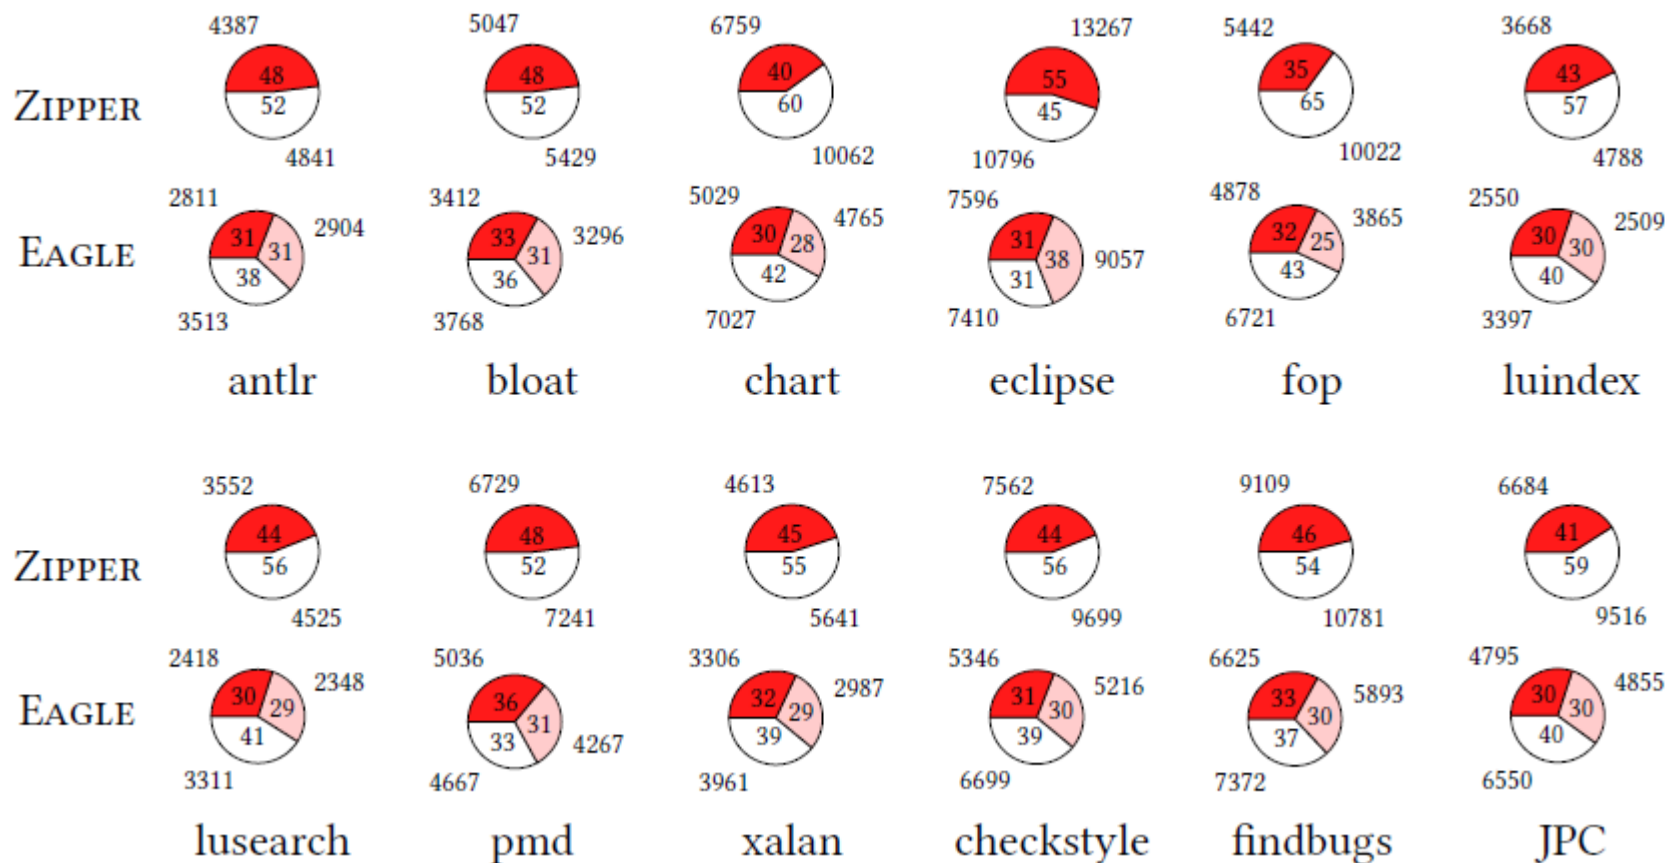 4387 5047 6759 13267 5442 3668
48 48 40 55 35 43
ZIPPER
52 52 60 45 65 57
4841 5429 10062 10796 10022 4788
2811 3412 5029 7596 4878 2550
2904 3296 4765 9057 3865 2509
EAGLE
31 31 33 31 30 28 31 38 32 25 30 30
38 36 42 31 43 40
3513 3768 7027 7410 6721 3397
antlr bloat chart eclipse fop luindex
3552 6729 4613 7562 9109 6684
44 48 45 44 46 41
ZIPPER
56 52 55 56 54 59
4525 7241 5641 9699 10781 9516
2418 5036 3306 5346 6625 4795
2348 4267 2987 5216 5893 4855
EAGLE
30 29 36 31 32 29 31 30 33 30 30 30
41 33 39 39 37 40
3311 4667 3961 6699 7372 6550
lusearch pmd xalan checkstyle findbugs JPC